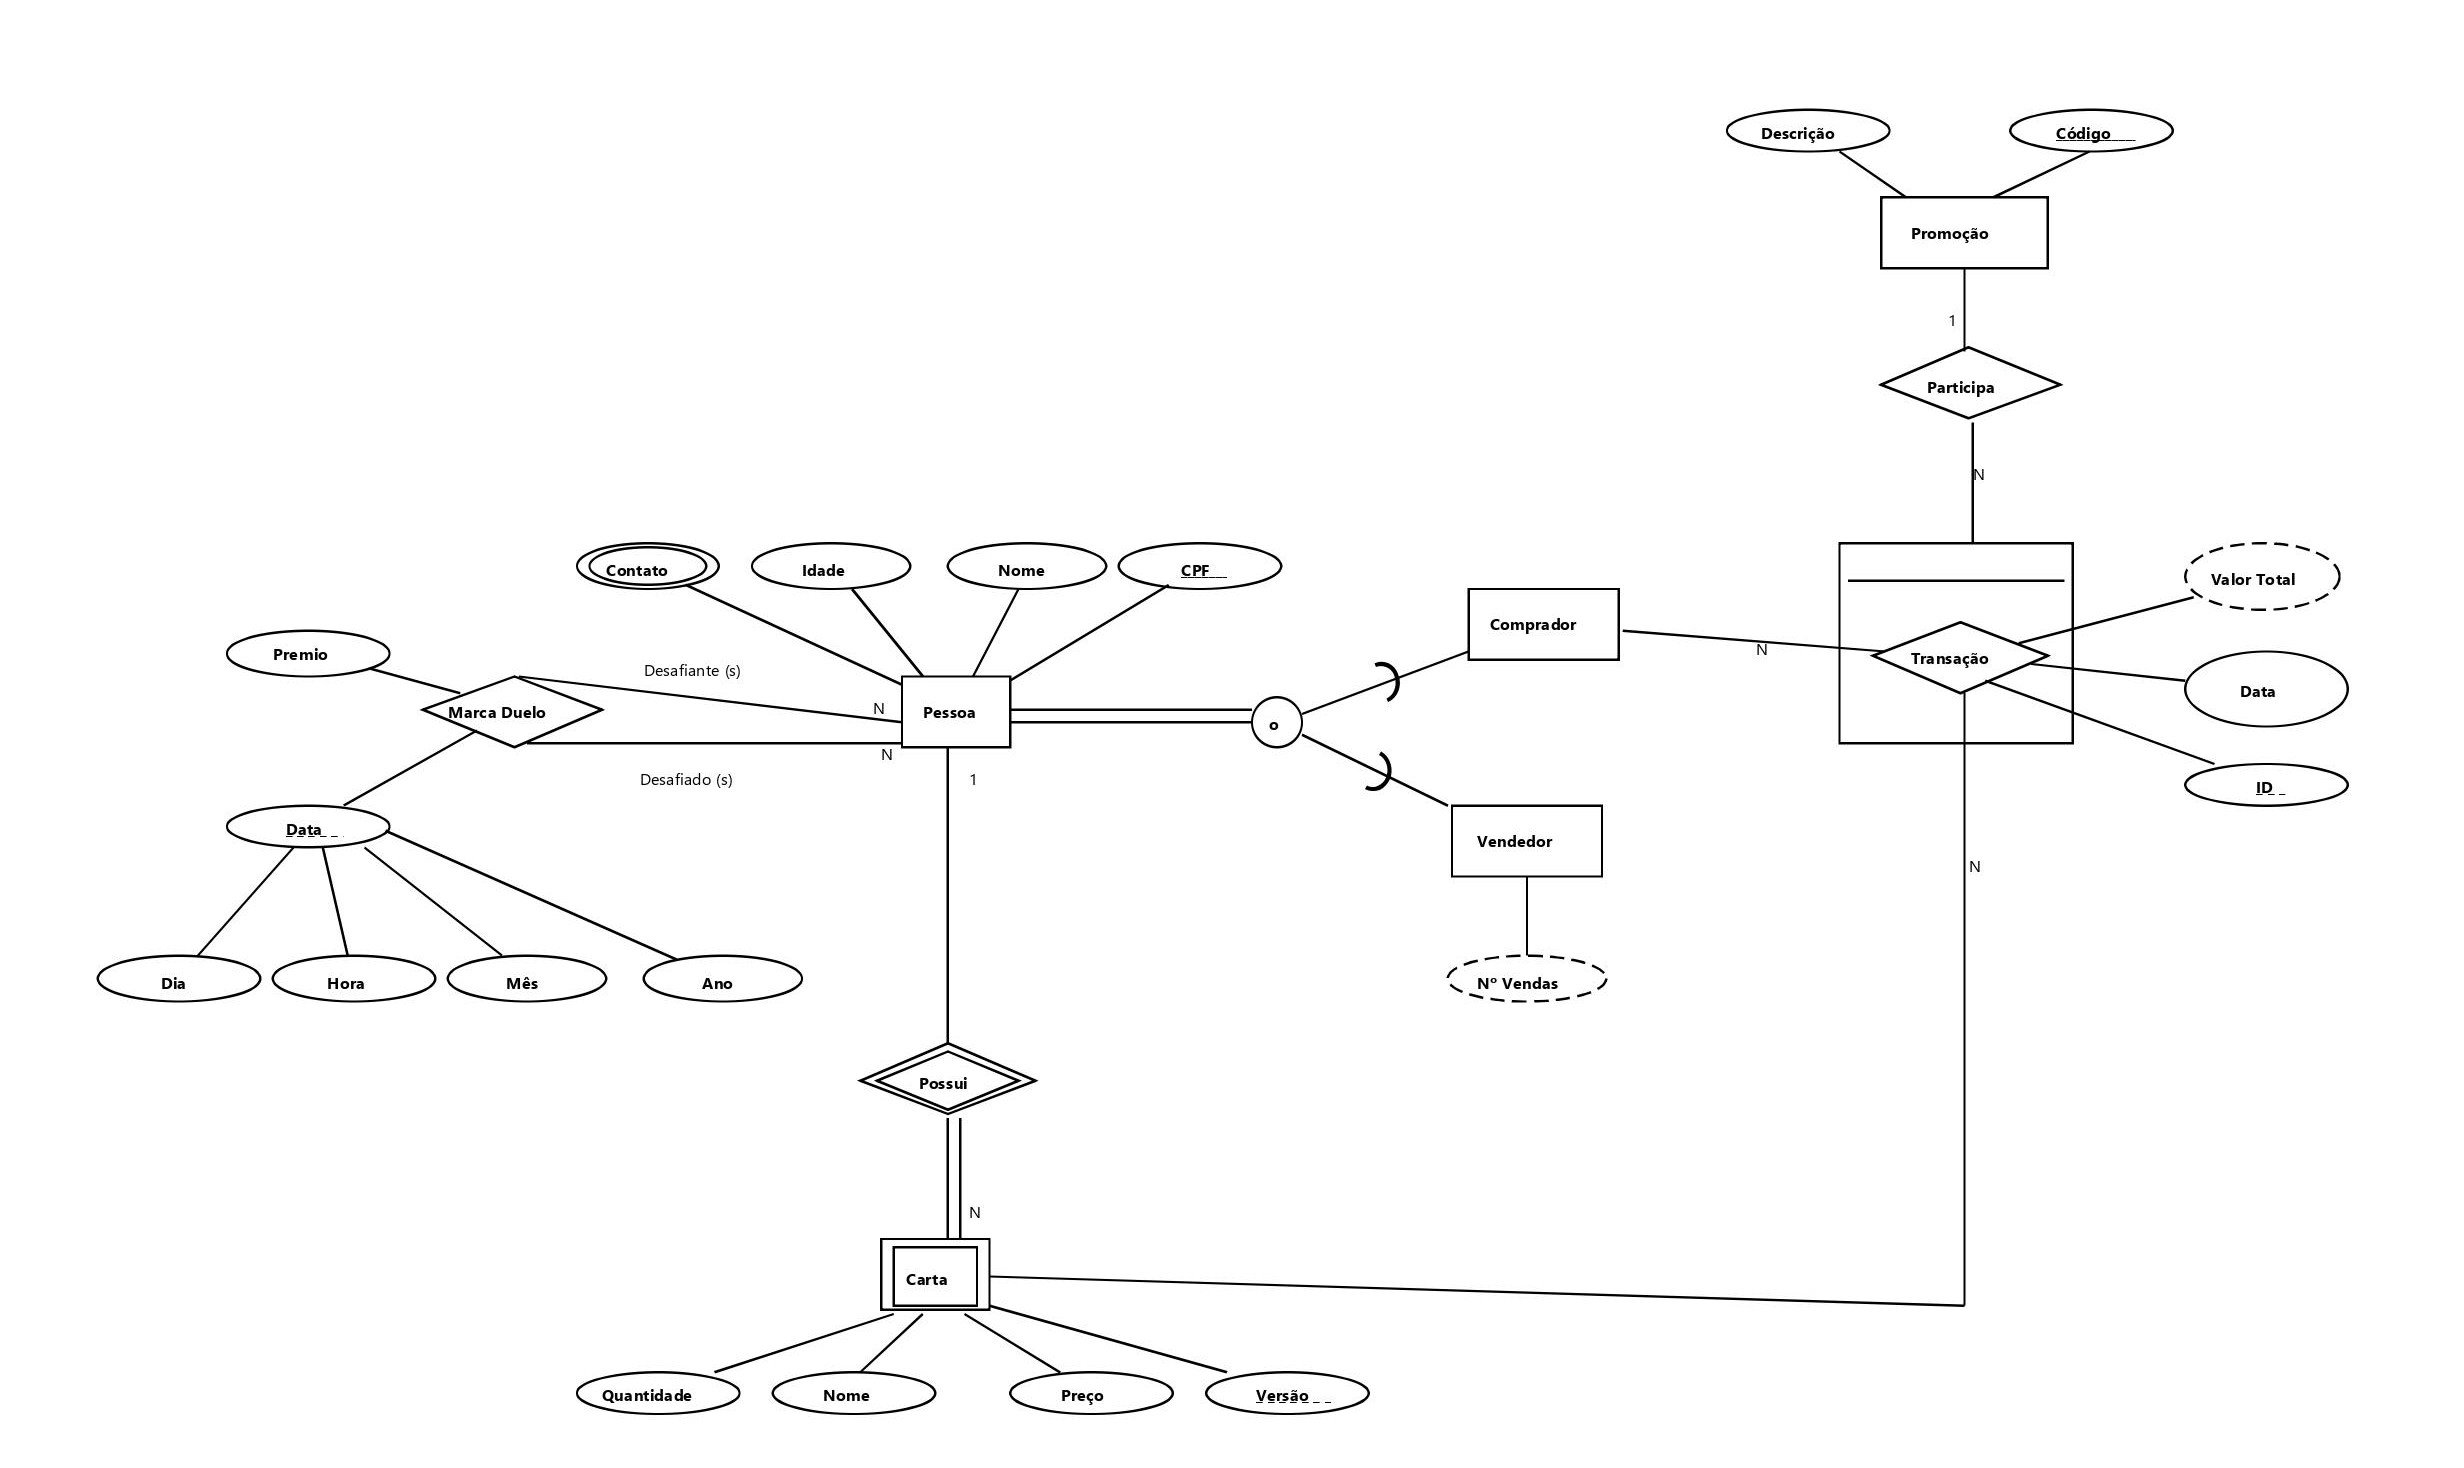 Descrição
Código
Promoção
1
Participa
N
Contato
Idade
Nome
CPF
Valor Total
Comprador
Premio
Desafiante (s)
N
Transação
Data
Marca Duelo
N
Pessoa
o
N
Desafiado (s)
1
ID
Data
Vendedor
N
Dia
Hora
Mês
Ano
Nº Vendas
Possui
N
Carta
Quantidade
Nome
Preço
Versão